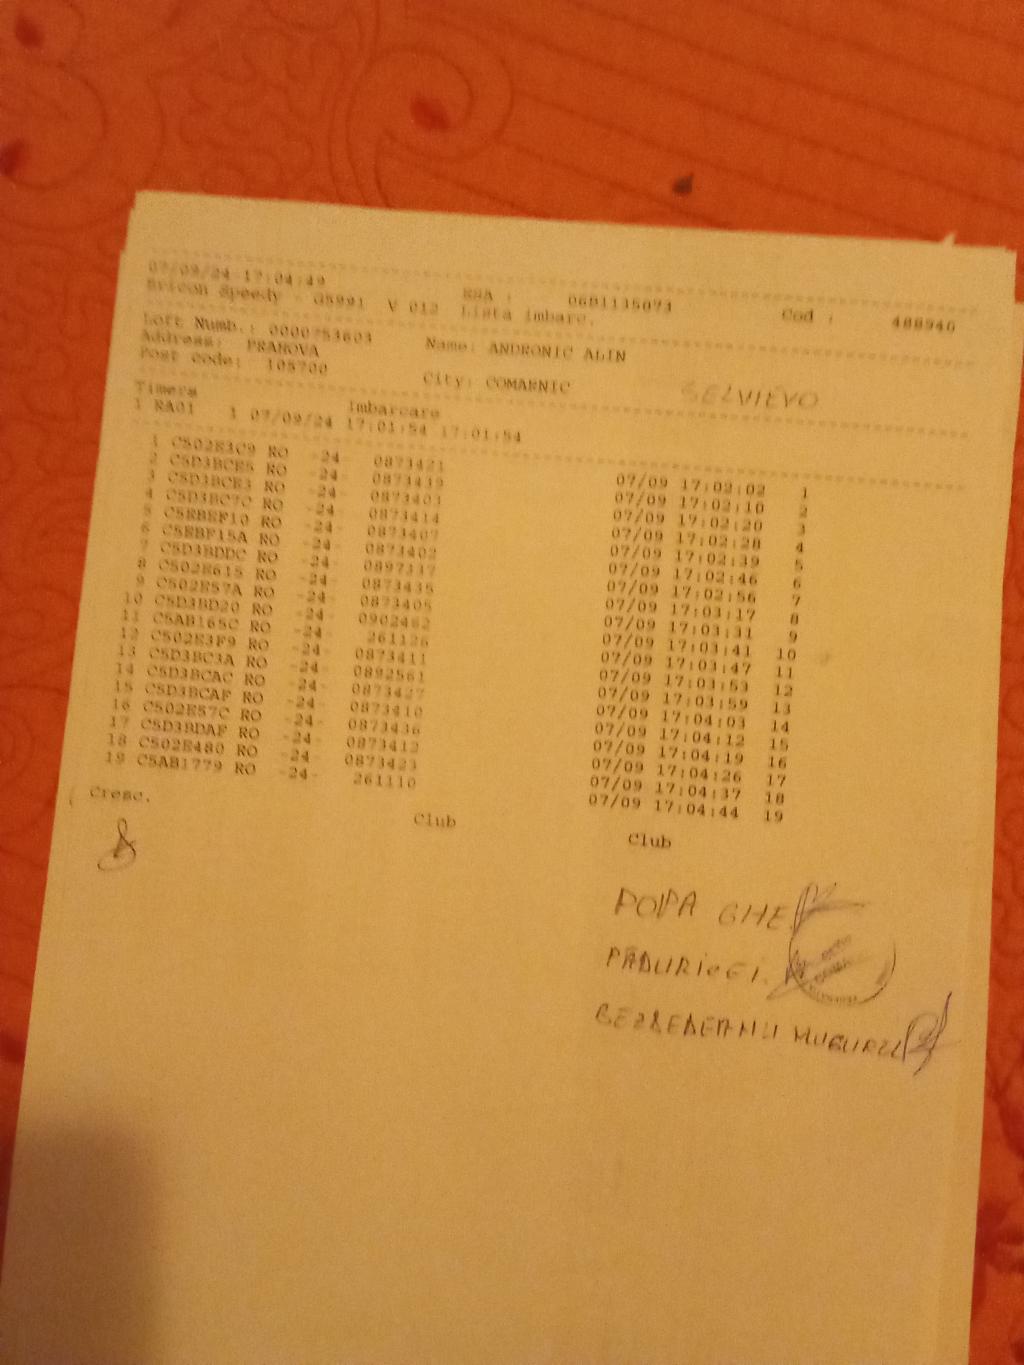 07/09/24 17:04:49 RSA : 0681135073 Cod : 488940
Bricon Speedy - G5991 V 012 Lista imbarc.
Loft Numb.: 0000753603 Name: ANDRONIC ALIN
Address: PRAHOVA
Post code: 105700 City: COMARNIC SELVIEVO
Timers Imbarcare
1 RA01 1 07/09/24 17:01:54 17:01:54
1 C502E3C9 RO -24- 0873421 07/09 17:02:02 1
2 C5D3BCE5 RO -24- 0873439 07/09 17:02:10 2
3 C5D3BCE3 RO -24- 0873403 07/09 17:02:20 3
4 C5D3BC7C RO -24- 0873414 07/09 17:02:28 4
5 C5EBEF10 RO -24- 0873407 07/09 17:02:39 5
6 C5EBF15A RO -24- 0873402 07/09 17:02:46 6
7 C5D3BDDC RO -24- 0897337 07/09 17:02:56 7
8 C502E615 RO -24- 0873435 07/09 17:03:17 8
9 C502E57A RO -24- 0873405 07/09 17:03:31 9
10 C5D3BD20 RO -24- 0902462 07/09 17:03:41 10
11 C5AB165C RO -24- 261126 07/09 17:03:47 11
12 C502E3F9 RO -24- 0873411 07/09 17:03:53 12
13 C5D3BC3A RO -24- 0892561 07/09 17:03:59 13
14 C5D3BCAC RO -24- 0873427 07/09 17:04:03 14
15 C5D3BCAF RO -24- 0873410 07/09 17:04:12 15
16 C502E57C RO -24- 0873436 07/09 17:04:19 16
17 C5D3BDAF RO -24- 0873412 07/09 17:04:26 17
18 C502E480 RO -24- 0873423 07/09 17:04:37 18
19 C5AB1779 RO -24- 261110 07/09 17:04:44 19
Cresc. Club Club
POPA GHE.
PADURE